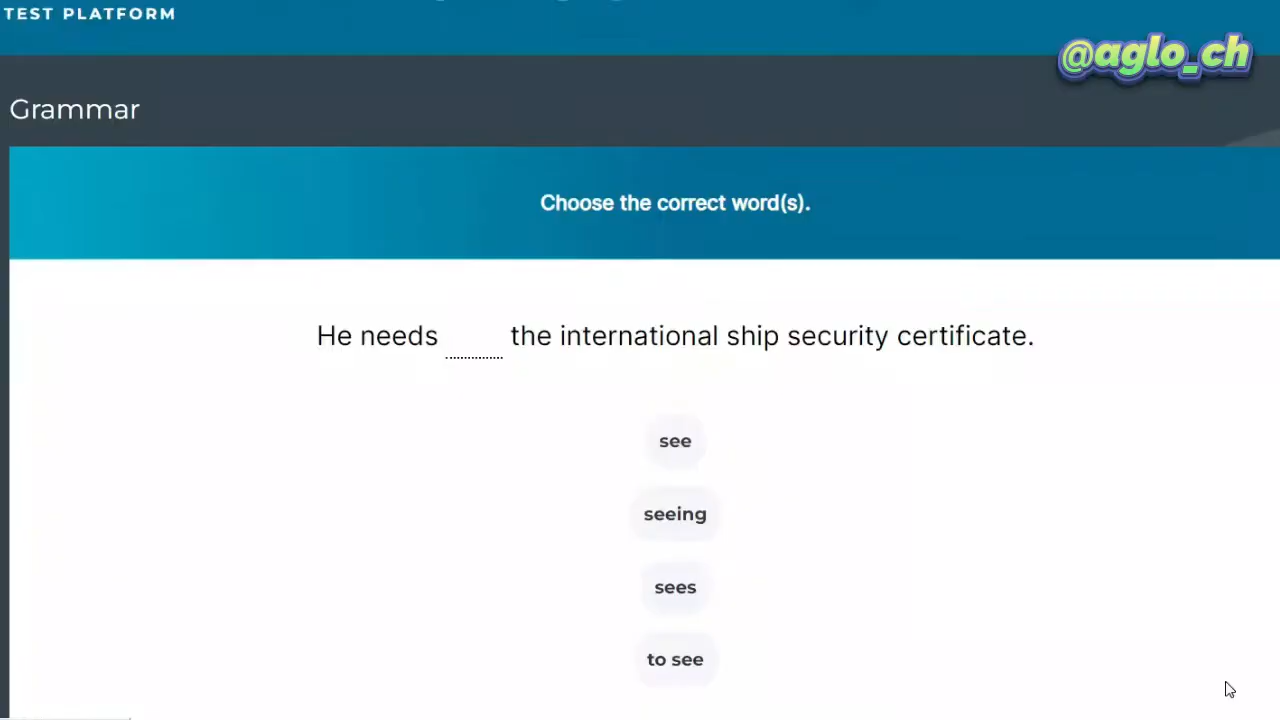 TEST PLATFORM
@aglo_ch
Grammar
Choose the correct word(s).
He needs the international ship security certificate.
see
seeing
sees
to see